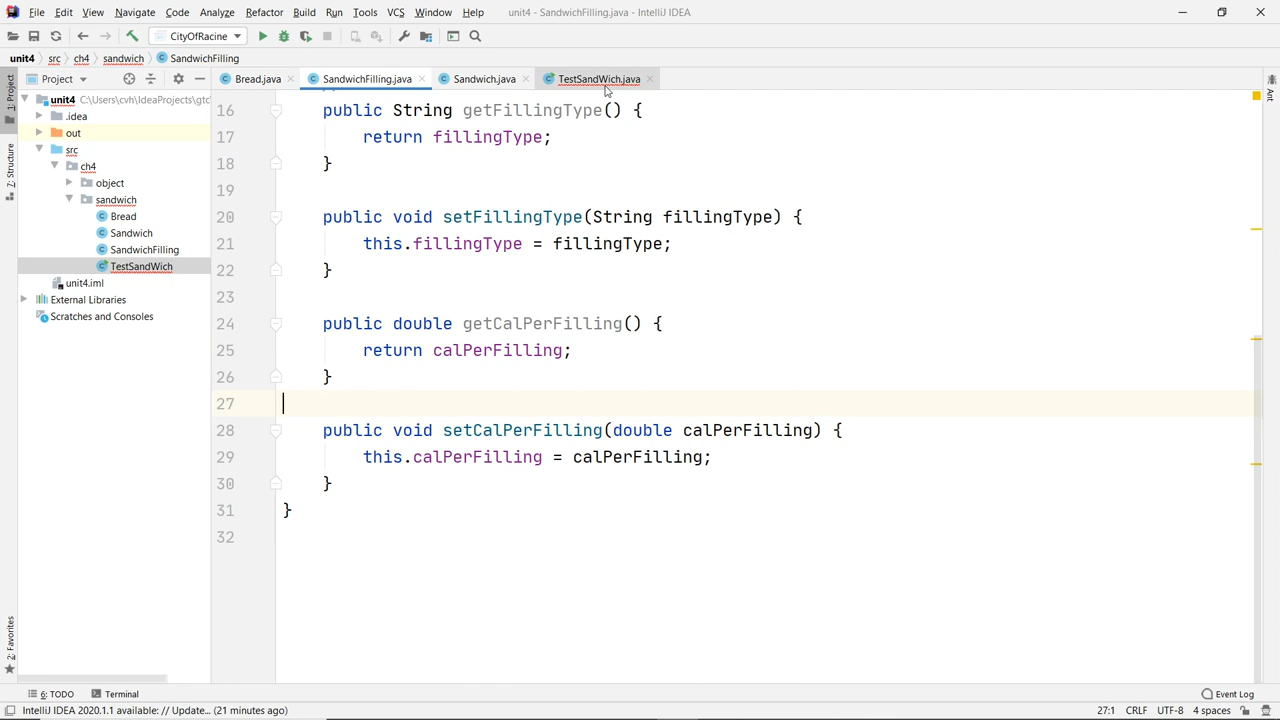 File Edit View Navigate Code Analyze Refactor Build Run Tools VCS Window Help unit4 - SandwichFilling.java - IntelliJ IDEA
CityOfRacine
unit4 src ch4 sandwich SandwichFilling
Project Bread.java SandwichFilling.java Sandwich.java TestSandWich.java
1: Project
Z: Structure
2: Favorites
Ant
unit4 C:\Users\cvh\IdeaProjects\gtc
.idea
out
src
ch4
object
sandwich
Bread
Sandwich
SandwichFilling
TestSandWich
unit4.iml
External Libraries
Scratches and Consoles
16 public String getFillingType() {
17 return fillingType;
18 }
19
20 public void setFillingType(String fillingType) {
21 this.fillingType = fillingType;
22 }
23
24 public double getCalPerFilling() {
25 return calPerFilling;
26 }
27
28 public void setCalPerFilling(double calPerFilling) {
29 this.calPerFilling = calPerFilling;
30 }
31 }
32
6: TODO Terminal Event Log
IntelliJ IDEA 2020.1.1 available: // Update... (21 minutes ago) 27:1 CRLF UTF-8 4 spaces